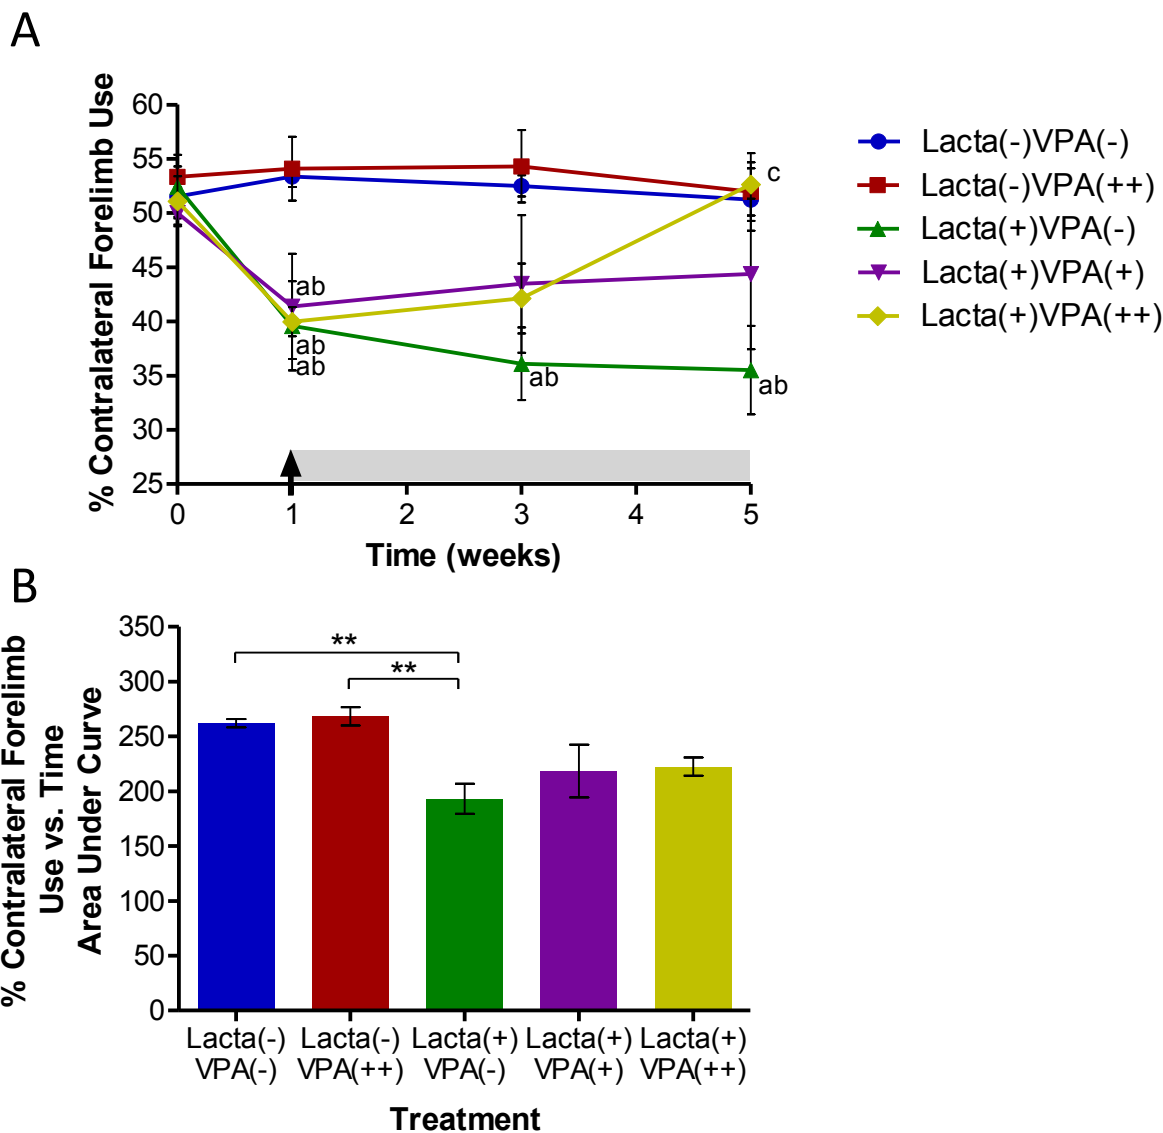 A
% Contralateral Forelimb Use
60
55
50
45
40
35
30
25
0
1
2
3
4
5
Time (weeks)
ab
ab
ab
ab
ab
c
Lacta(-)VPA(-)
Lacta(-)VPA(++)
Lacta(+)VPA(-)
Lacta(+)VPA(+)
Lacta(+)VPA(++)
B
% Contralateral Forelimb
Use vs. Time
Area Under Curve
350
300
250
200
150
100
50
0
**
**
Lacta(-)
VPA(-)
Lacta(-)
VPA(++)
Lacta(+)
VPA(-)
Lacta(+)
VPA(+)
Lacta(+)
VPA(++)
Treatment